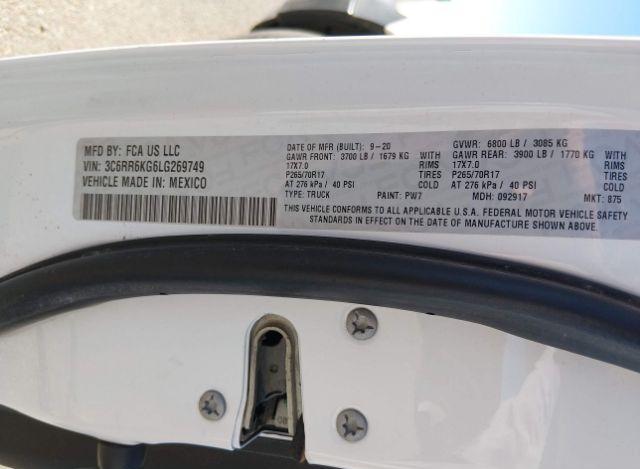 MFD BY: FCA US LLC
VIN: 3C6RR6KG6LG269749
VEHICLE MADE IN: MEXICO
DATE OF MFR (BUILT): 9-20 GVWR: 6800 LB / 3085 KG
GAWR FRONT: 3700 LB / 1679 KG WITH GAWR REAR: 3900 LB / 1770 KG WITH
17X7.0 RIMS 17X7.0 RIMS
P265/70R17 TIRES P265/70R17 TIRES
AT 276 kPa / 40 PSI COLD AT 276 kPa / 40 PSI COLD
TYPE: TRUCK PAINT: PW7 MDH: 092917 MKT: 875
THIS VEHICLE CONFORMS TO ALL APPLICABLE U.S.A. FEDERAL MOTOR VEHICLE SAFETY
STANDARDS IN EFFECT ON THE DATE OF MANUFACTURE SHOWN ABOVE.